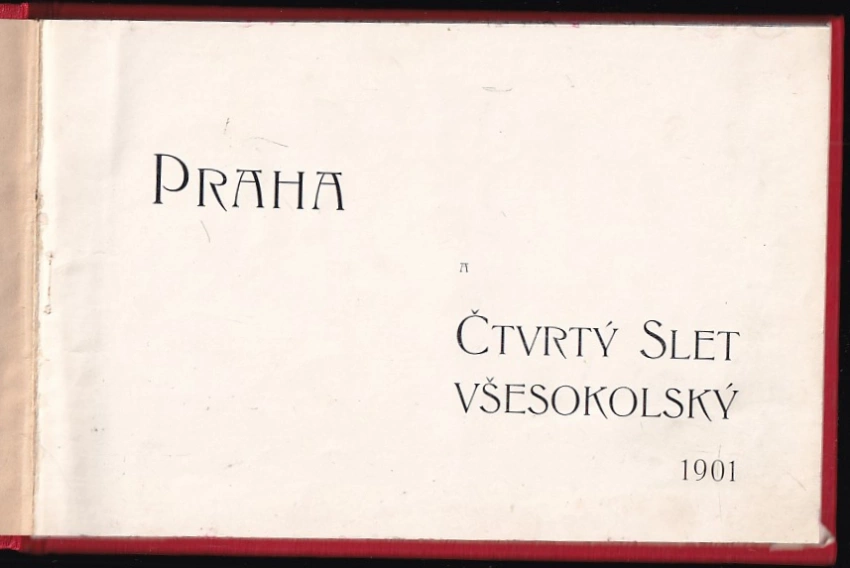 PRAHA
A
ČTVRTÝ SLET
VŠESOKOLSKÝ
1901